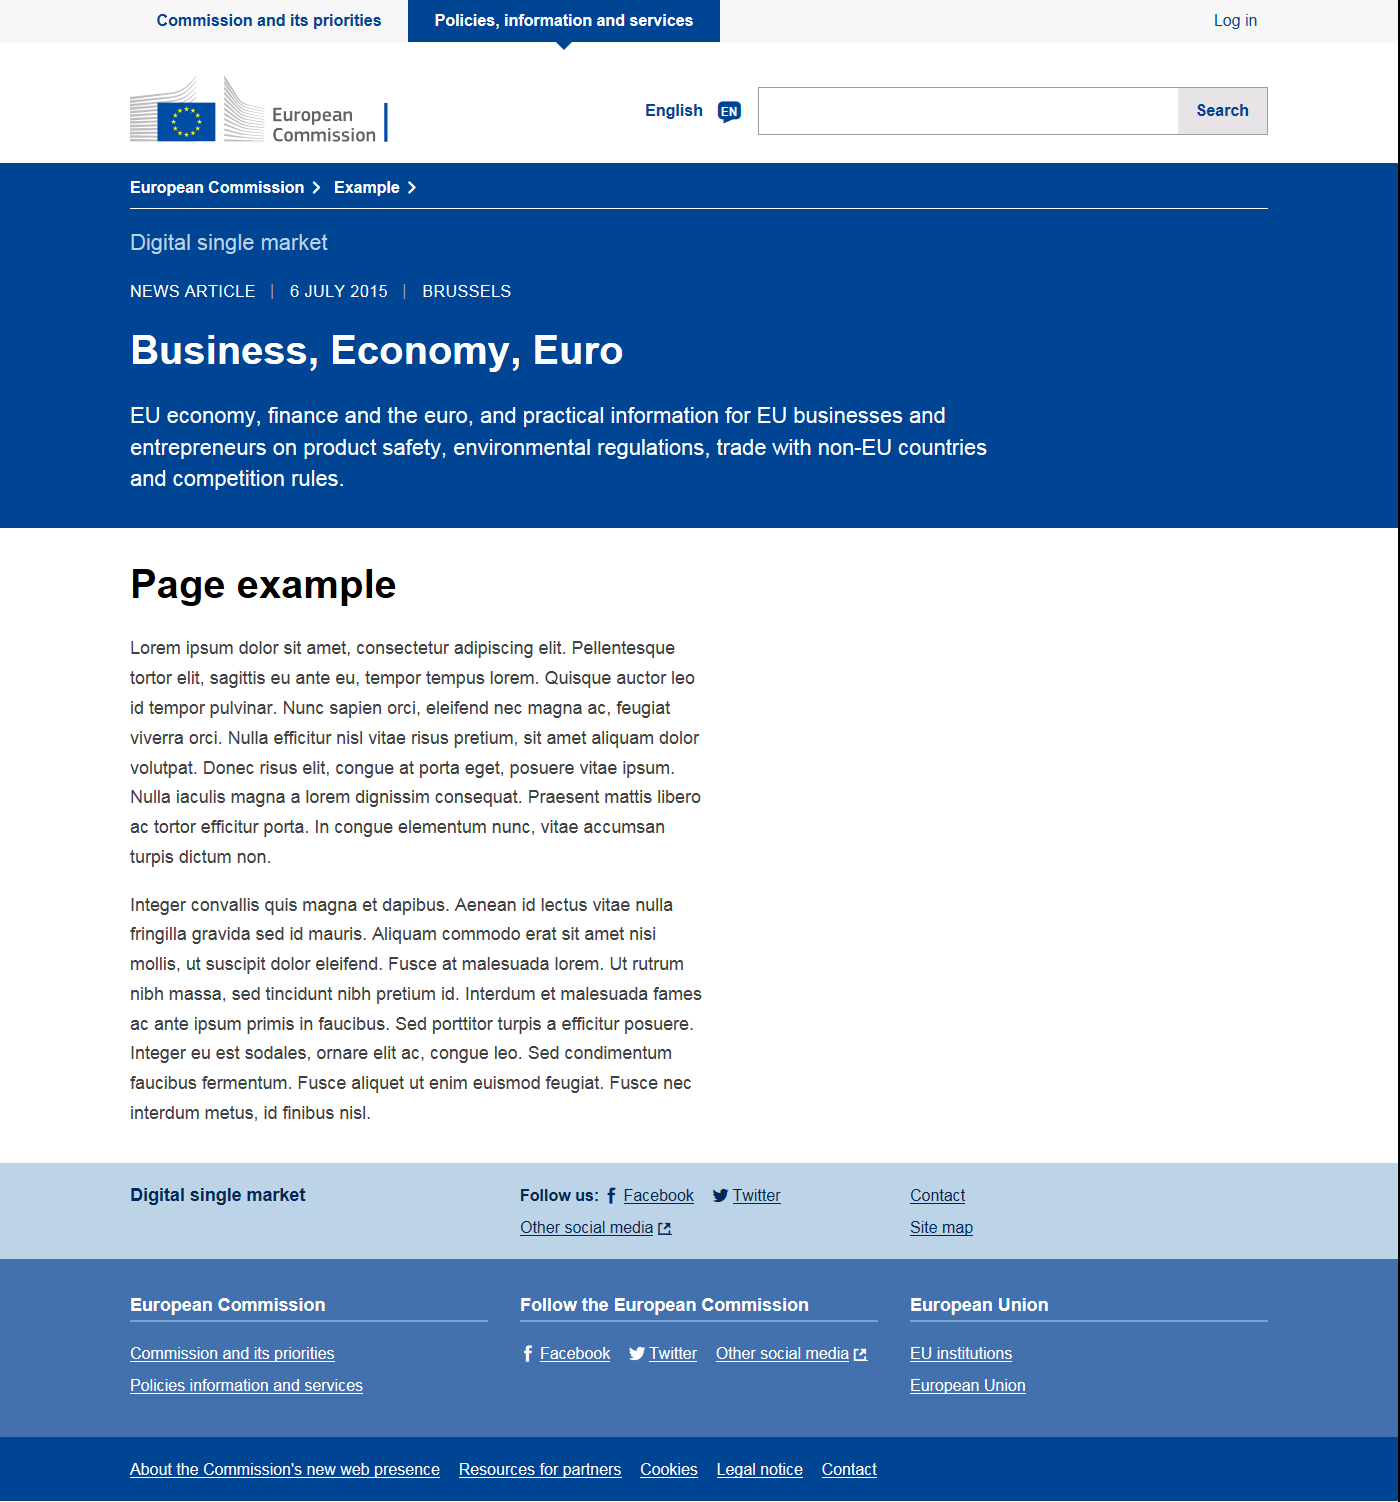 Commission and its priorities
Policies, information and services
Log in
European
Commission
English
EN
Search
European Commission
Example
Digital single market
NEWS ARTICLE | 6 JULY 2015 | BRUSSELS
Business, Economy, Euro
EU economy, finance and the euro, and practical information for EU businesses and
entrepreneurs on product safety, environmental regulations, trade with non-EU countries
and competition rules.
Page example
Lorem ipsum dolor sit amet, consectetur adipiscing elit. Pellentesque
tortor elit, sagittis eu ante eu, tempor tempus lorem. Quisque auctor leo
id tempor pulvinar. Nunc sapien orci, eleifend nec magna ac, feugiat
viverra orci. Nulla efficitur nisl vitae risus pretium, sit amet aliquam dolor
volutpat. Donec risus elit, congue at porta eget, posuere vitae ipsum.
Nulla iaculis magna a lorem dignissim consequat. Praesent mattis libero
ac tortor efficitur porta. In congue elementum nunc, vitae accumsan
turpis dictum non.
Integer convallis quis magna et dapibus. Aenean id lectus vitae nulla
fringilla gravida sed id mauris. Aliquam commodo erat sit amet nisi
mollis, ut suscipit dolor eleifend. Fusce at malesuada lorem. Ut rutrum
nibh massa, sed tincidunt nibh pretium id. Interdum et malesuada fames
ac ante ipsum primis in faucibus. Sed porttitor turpis a efficitur posuere.
Integer eu est sodales, ornare elit ac, congue leo. Sed condimentum
faucibus fermentum. Fusce aliquet ut enim euismod feugiat. Fusce nec
interdum metus, id finibus nisl.
Digital single market
Follow us: Facebook Twitter
Other social media
Contact
Site map
European Commission
Commission and its priorities
Policies information and services
Follow the European Commission
Facebook Twitter Other social media
European Union
EU institutions
European Union
About the Commission's new web presence Resources for partners Cookies Legal notice Contact